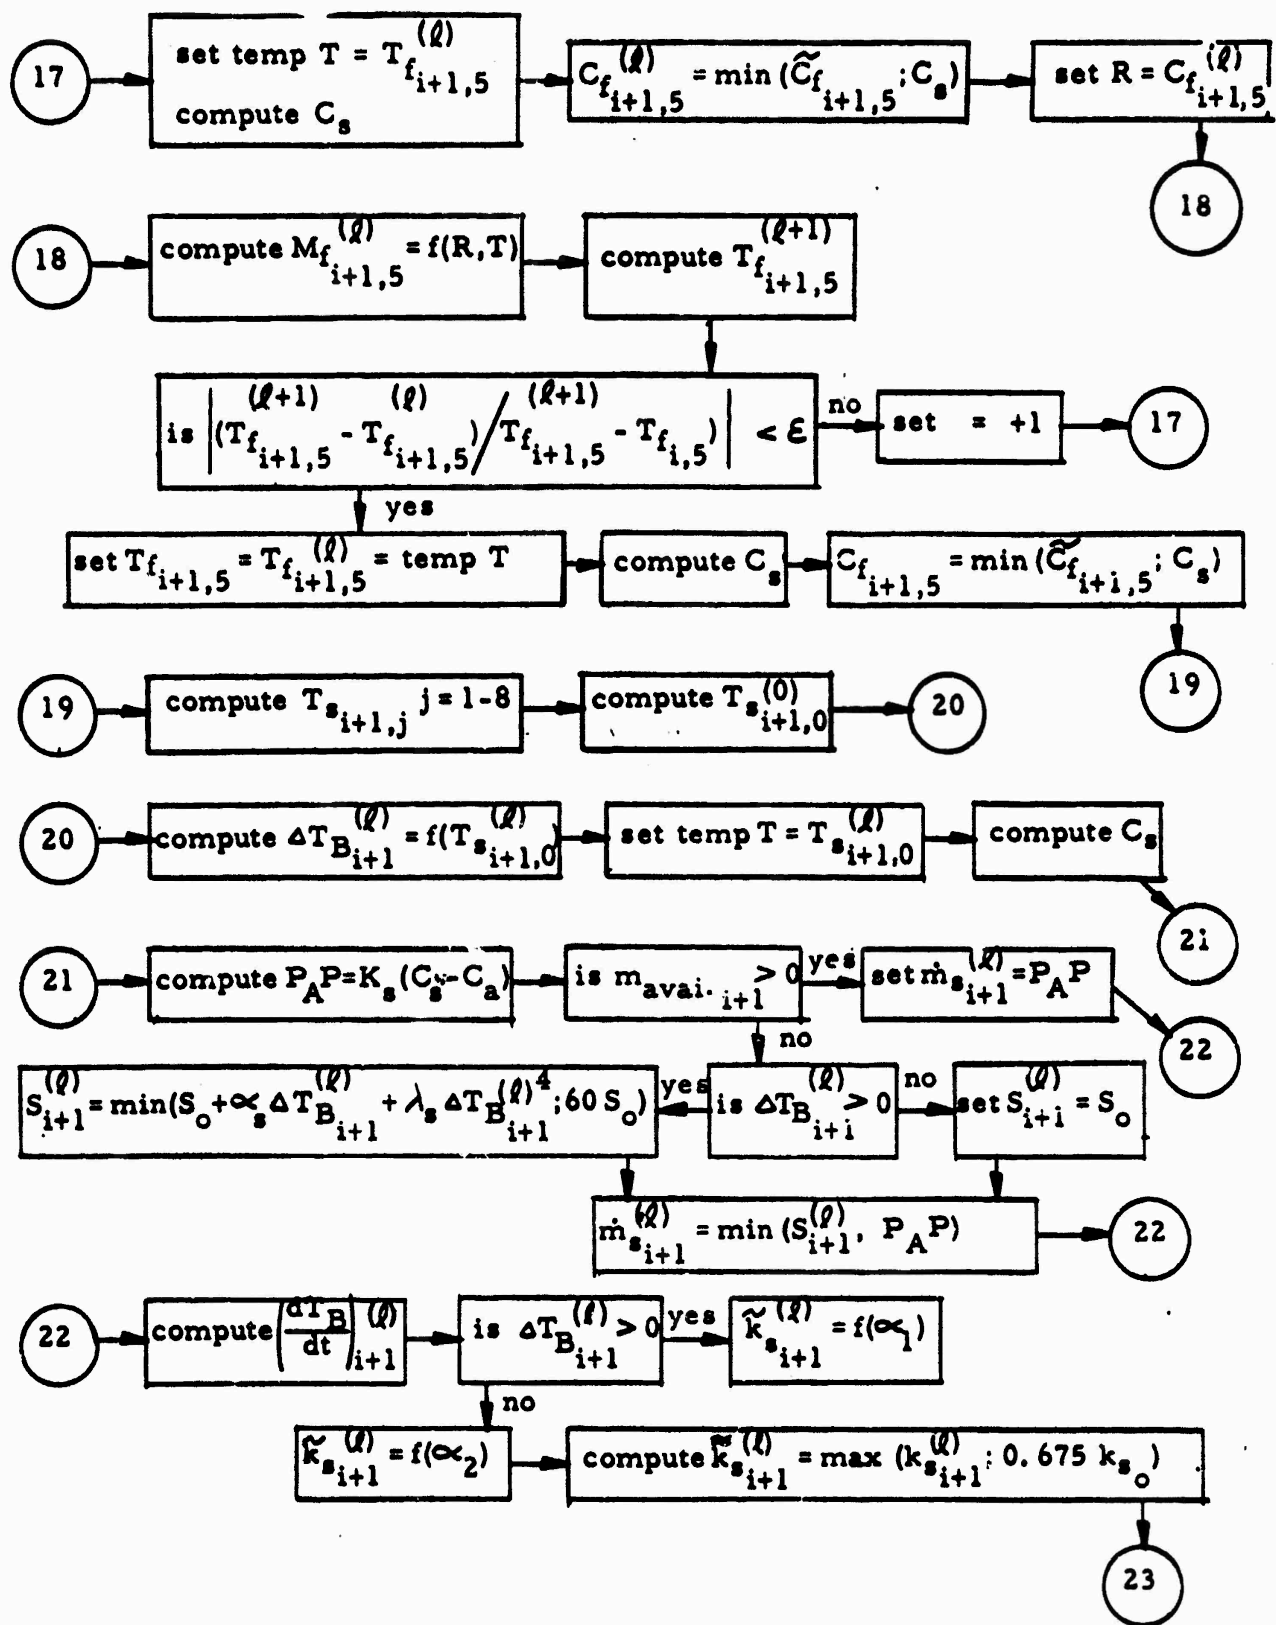 17
set temp T = T_{f_{i+1,5}}^{(ℓ)}
compute C_s
C_{f_{i+1,5}}^{(ℓ)} = min (C̃_{f_{i+1,5}} ; C_s)
set R = C_{f_{i+1,5}}^{(ℓ)}
18
18
compute M_{f_{i+1,5}}^{(ℓ)} = f(R,T)
compute T_{f_{i+1,5}}^{(ℓ+1)}
is |(T_{f_{i+1,5}}^{(ℓ+1)} - T_{f_{i+1,5}}^{(ℓ)}) / T_{f_{i+1,5}}^{(ℓ+1)} - T_{f_{i,5}})| < ε
no
set = +1
17
yes
set T_{f_{i+1,5}} = T_{f_{i+1,5}}^{(ℓ)} = temp T
compute C_s
C_{f_{i+1,5}} = min (C̃_{f_{i+1,5}} ; C_s)
19
19
compute T_{s_{i+1,j}} j = 1-8
compute T_{s_{i+1,0}}^{(0)}
20
20
compute ΔT_{B_{i+1}}^{(ℓ)} = f(T_{s_{i+1,0}}^{(ℓ)})
set temp T = T_{s_{i+1,0}}^{(ℓ)}
compute C_s
21
21
compute P_A P = K_s (C_s - C_a)
is m_{avai. i+1} > 0
yes
set ṁ_{s_{i+1}}^{(ℓ)} = P_A P
22
no
S_{i+1}^{(ℓ)} = min(S_o + α_s ΔT_{B_{i+1}}^{(ℓ)} + λ_s ΔT_{B_{i+1}}^{(ℓ)4} ; 60 S_o)
yes
is ΔT_{B_{i+1}}^{(ℓ)} > 0
no
set S_{i+1}^{(ℓ)} = S_o
ṁ_{s_{i+1}}^{(ℓ)} = min (S_{i+1}^{(ℓ)}, P_A P)
22
22
compute (dT_B/dt)_{i+1}^{(ℓ)}
is ΔT_{B_{i+1}}^{(ℓ)} > 0
yes
k̃_{s_{i+1}}^{(ℓ)} = f(α_1)
no
k̃_{s_{i+1}}^{(ℓ)} = f(α_2)
compute k̃_{s_{i+1}}^{(ℓ)} = max (k_{s_{i+1}}^{(ℓ)} ; 0.675 k_{s_o})
23